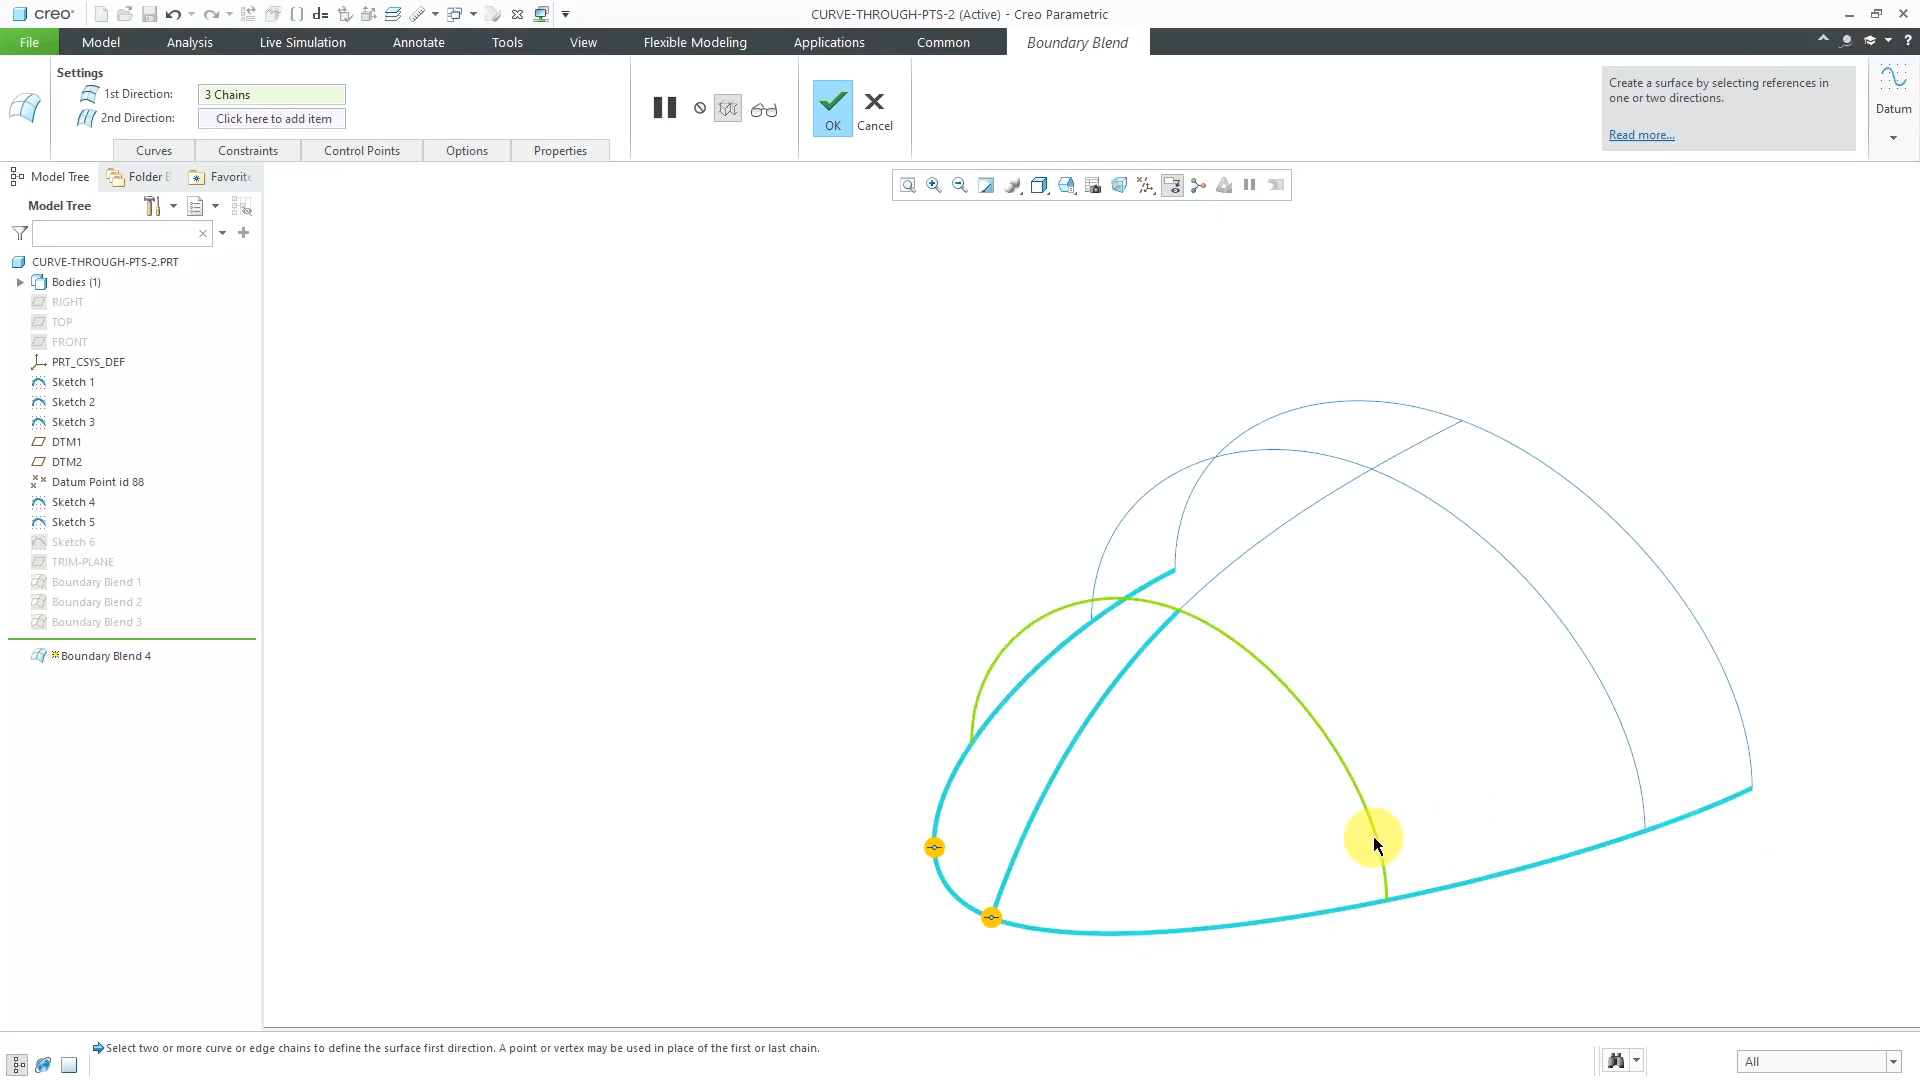 creo
CURVE-THROUGH-PTS-2 (Active) - Creo Parametric
File
Model
Analysis
Live Simulation
Annotate
Tools
View
Flexible Modeling
Applications
Common
Boundary Blend
Settings
1st Direction:
3 Chains
2nd Direction:
Click here to add item
OK
Cancel
Create a surface by selecting references in
one or two directions.
Read more...
Datum
Curves
Constraints
Control Points
Options
Properties
Model Tree
Folder B
Favorite
Model Tree
CURVE-THROUGH-PTS-2.PRT
Bodies (1)
RIGHT
TOP
FRONT
PRT_CSYS_DEF
Sketch 1
Sketch 2
Sketch 3
DTM1
DTM2
Datum Point id 88
Sketch 4
Sketch 5
Sketch 6
TRIM-PLANE
Boundary Blend 1
Boundary Blend 2
Boundary Blend 3
Boundary Blend 4
Select two or more curve or edge chains to define the surface first direction. A point or vertex may be used in place of the first or last chain.
All